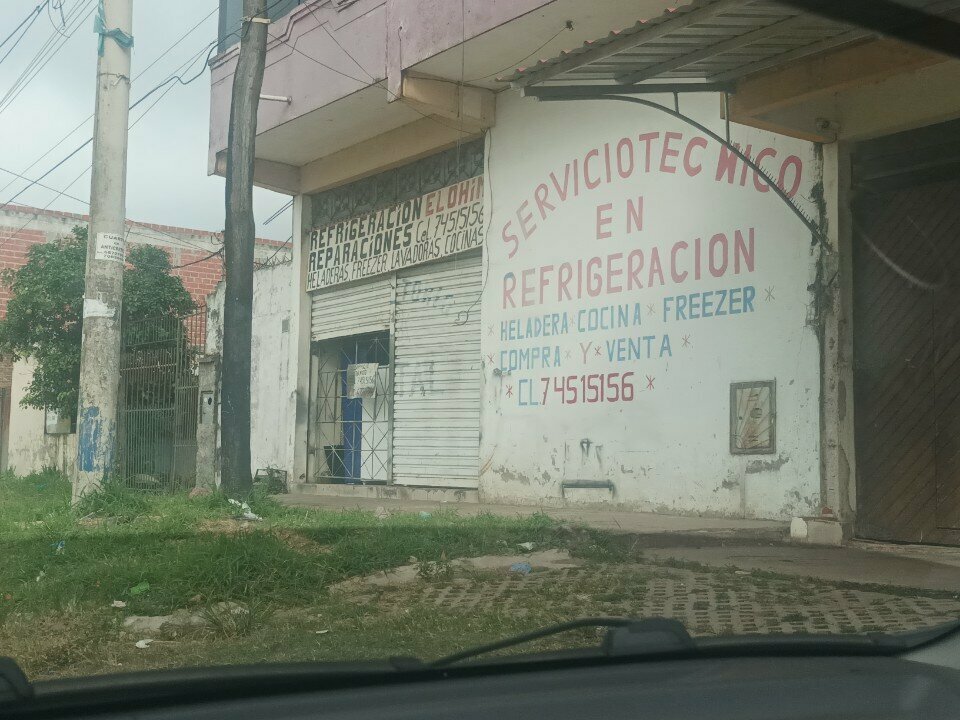 REFRIGERACION ELOHIM
REPARACIONES Cel 74515156
HELADERAS, FREEZER, LAVADORAS, COCINAS
SERVICIOTECNICO
EN
REFRIGERACION
* HELADERA * COCINA * FREEZER *
* COMPRA * Y * VENTA *
* CL.74515156 *